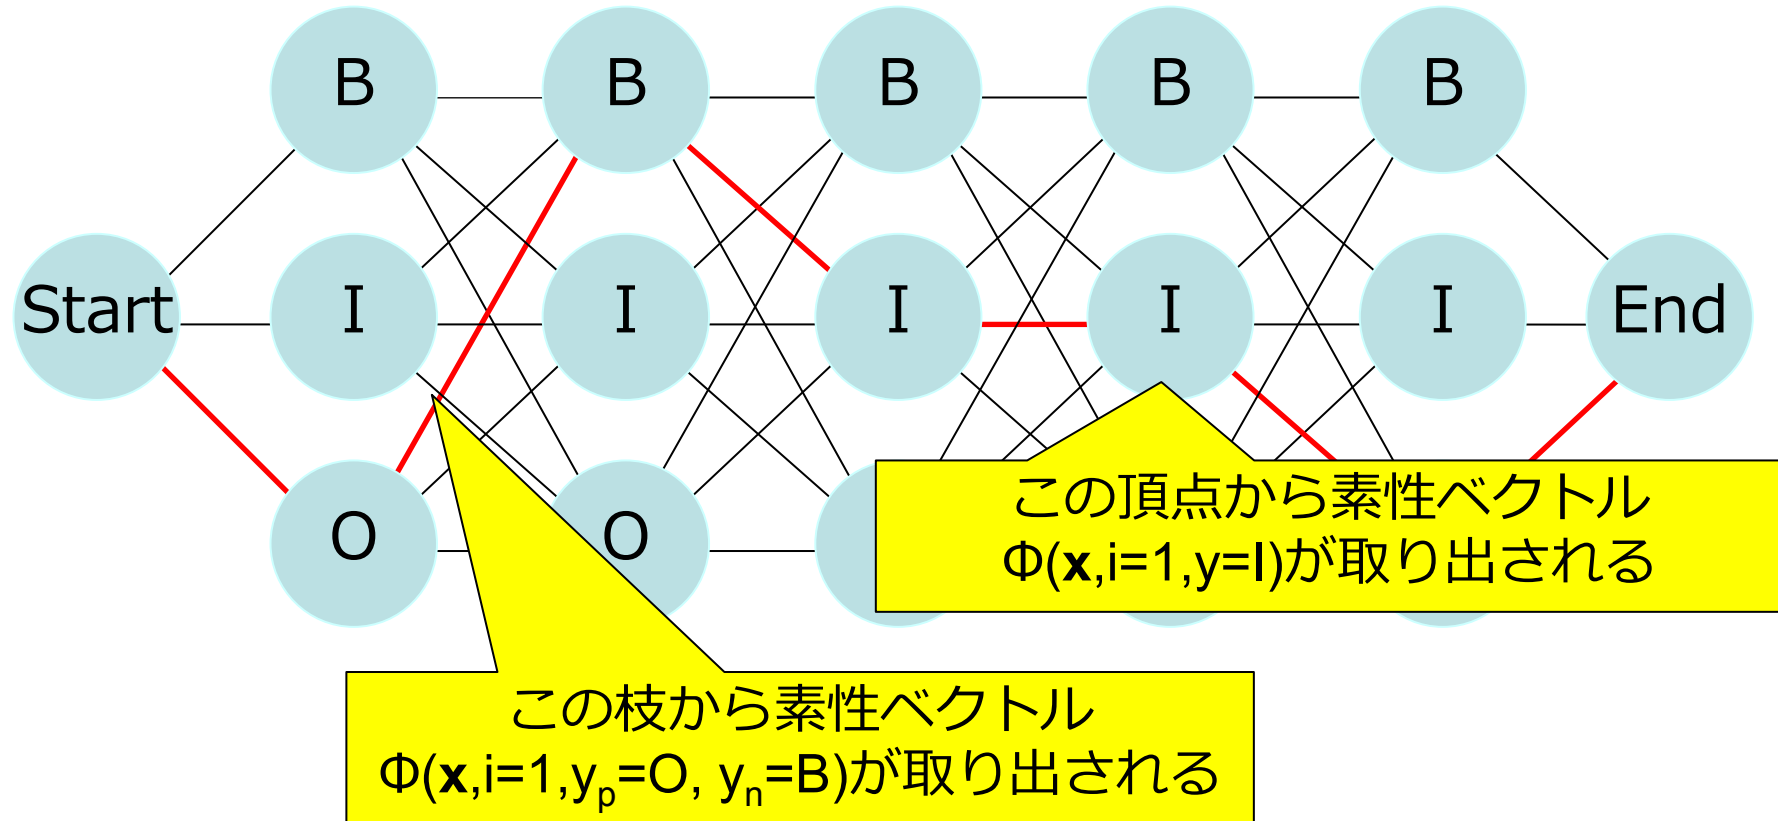 B B B B B
Start I I I I I End
O O
この頂点から素性ベクトル
Φ(x,i=1,y=I)が取り出される
この枝から素性ベクトル
Φ(x,i=1,yp=O, yn=B)が取り出される